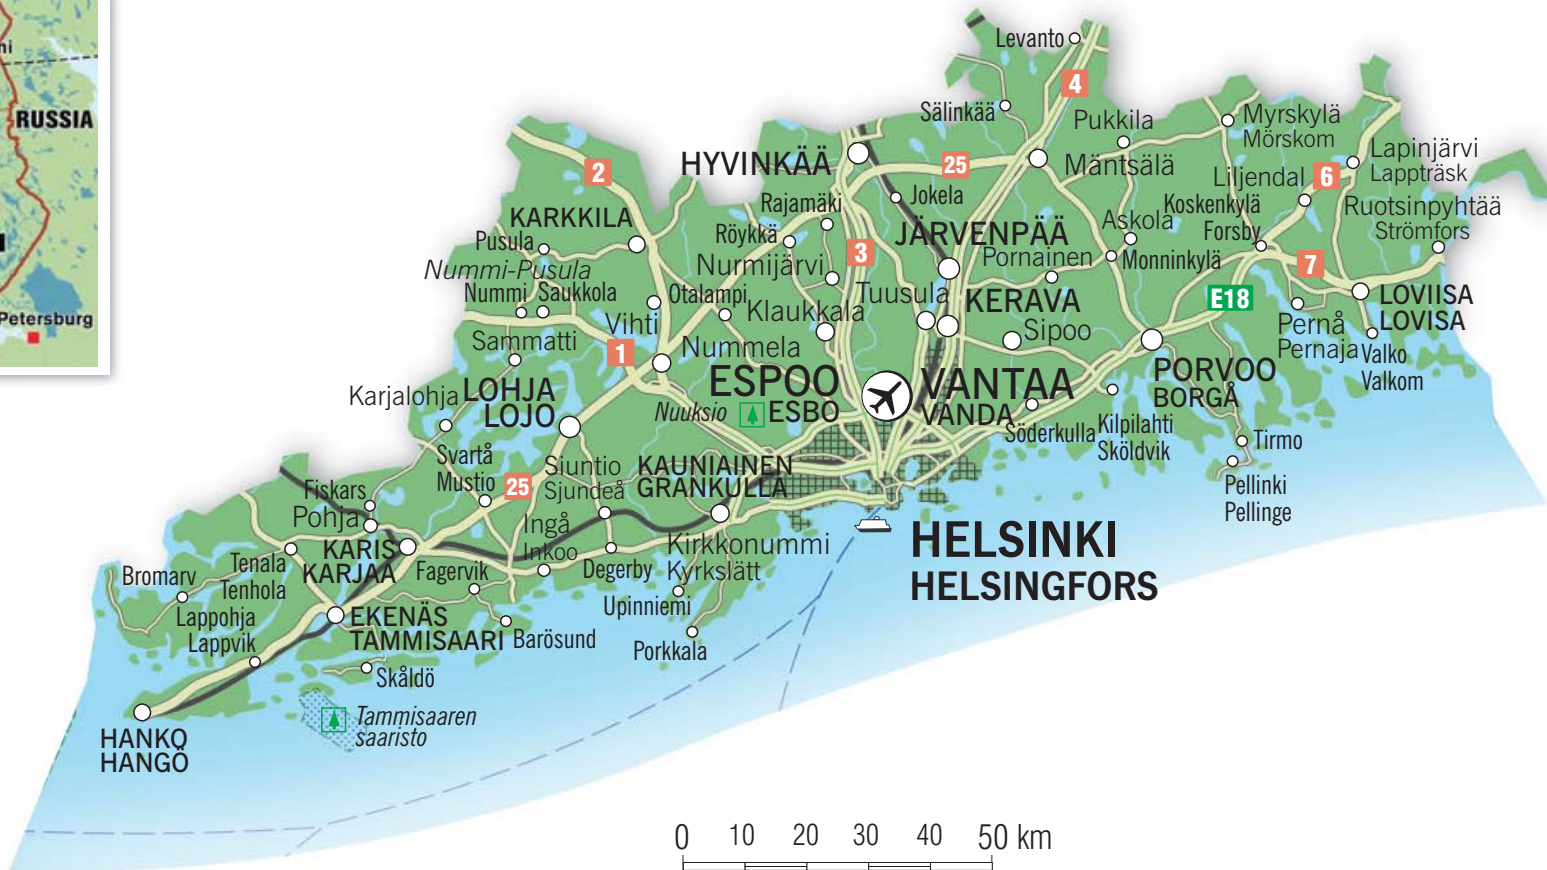 RUSSIA
Petersburg
Levanto
4
Sälinkää
Pukkila
Myrskylä
Mörskom
HYVINKÄÄ
25
Mäntsälä
Lapinjärvi
Lappträsk
2
Liljendal
6
Jokela
Rajamäki
Koskenkylä
Forsby
Ruotsinpyhtää
Strömfors
KARKKILA
Röykkä
JÄRVENPÄÄ
Askola
Pusula
3
Pornainen
Monninkylä
7
Nummi-Pusula
Nurmijärvi
Nummi
Saukkola
Otalampi
Tuusula
KERAVA
E18
LOVIISA
LOVISA
Vihti
Klaukkala
Sipoo
Pernå
Pernaja
Sammatti
1
Nummela
Valko
Valkom
Karjalohja
LOHJA
LOJO
ESPOO
ESBO
VANTAA
VANDA
PORVOO
BORGÅ
Nuuksio
Söderkulla
Kilpilahti
Sköldvik
Tirmo
Svartå
Mustio
Siuntio
Sjundeå
KAUNIAINEN
GRANKULLA
Pellinki
Pellinge
25
Fiskars
Pohja
Ingå
Inkoo
HELSINKI
HELSINGFORS
Kirkkonummi
Kyrkslätt
KARIS
KARJAA
Tenala
Tenhola
Fagervik
Degerby
Bromarv
Upinniemi
Lappohja
Lappvik
EKENÄS
TAMMISAARI
Barösund
Porkkala
Skåldö
Tammisaaren
saaristo
HANKO
HANGÖ
0 10 20 30 40 50 km